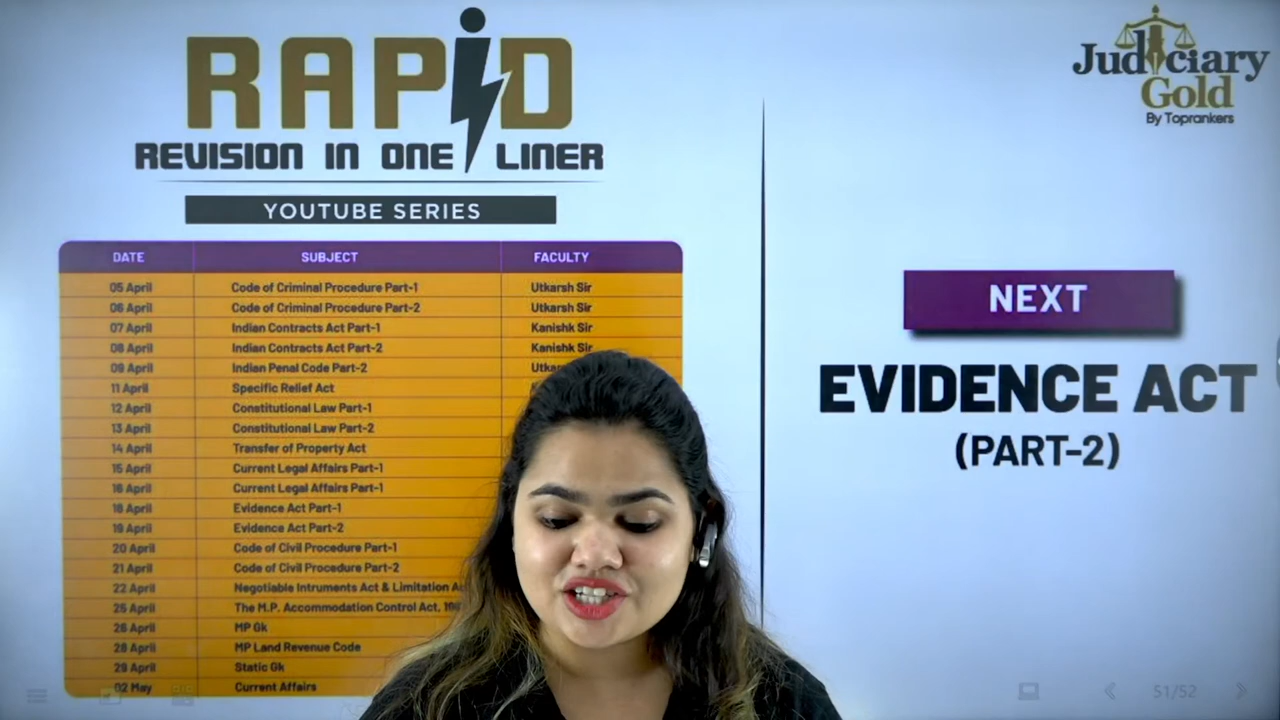 RAPiD
REVISION IN ONE LINER
YOUTUBE SERIES
DATE SUBJECT FACULTY
05 April Code of Criminal Procedure Part-1 Utkarsh Sir
06 April Code of Criminal Procedure Part-2 Utkarsh Sir
07 April Indian Contracts Act Part-1 Kanishk Sir
08 April Indian Contracts Act Part-2 Kanishk Sir
09 April Indian Penal Code Part-2
11 April Specific Relief Act
12 April Constitutional Law Part-1
13 April Constitutional Law Part-2
14 April Transfer of Property Act
15 April Current Legal Affairs Part-1
16 April Current Legal Affairs Part-1
18 April Evidence Act Part-1
19 April Evidence Act Part-2
20 April Code of Civil Procedure Part-1
21 April Code of Civil Procedure Part-2
22 April Negotiable Intruments Act & Limitation
25 April The M.P. Accommodation Control Act,
26 April MP Gk
28 April MP Land Revenue Code
29 April Static Gk
02 May Current Affairs
Judiciary
Gold
By Toprankers
NEXT
EVIDENCE ACT
(PART-2)
51/52